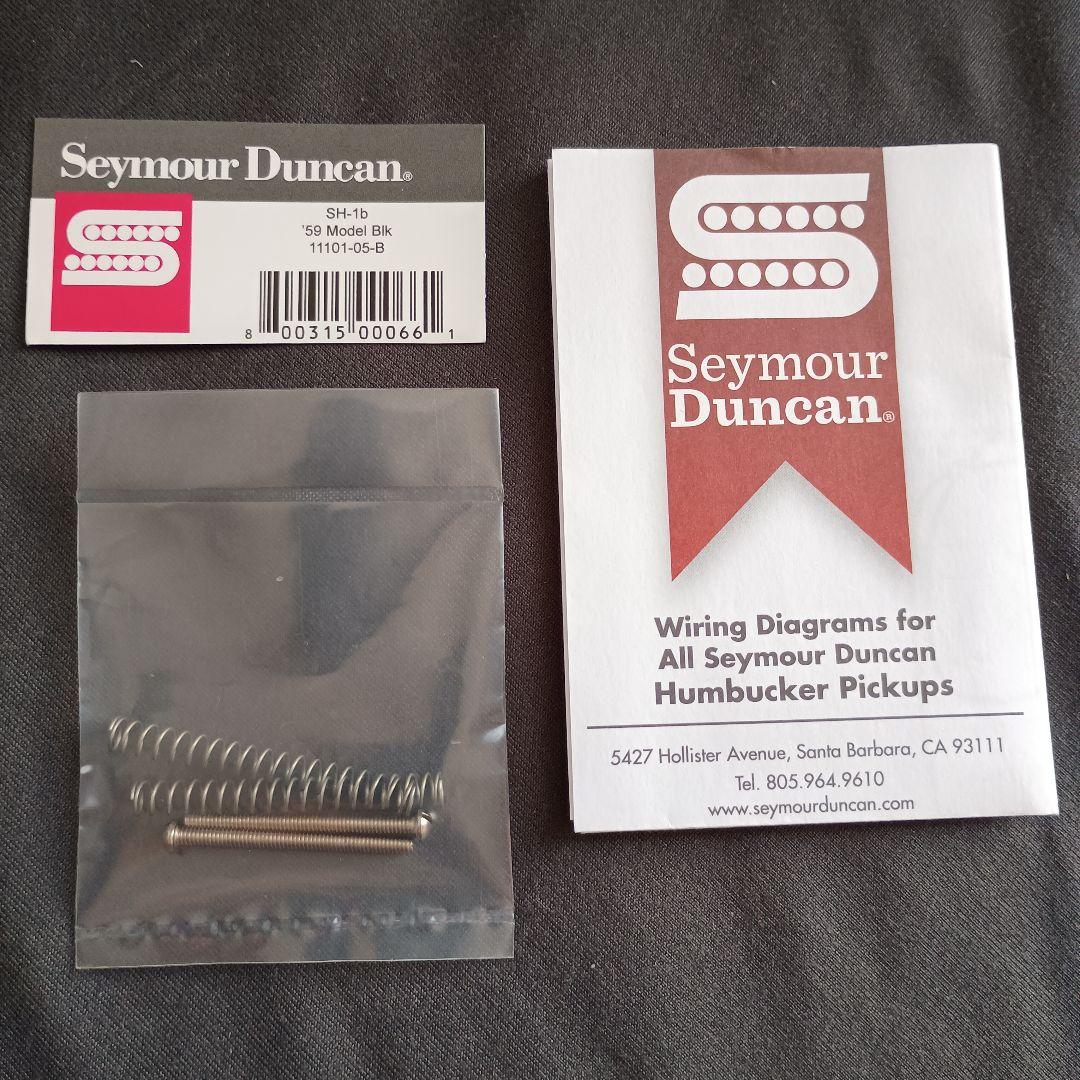 Seymour Duncan®
SH-1b
'59 Model Blk
11101-05-B
8 00315 00066 1
Seymour
Duncan®
Wiring Diagrams for
All Seymour Duncan
Humbucker Pickups
5427 Hollister Avenue, Santa Barbara, CA 93111
Tel. 805.964.9610
www.seymourduncan.com